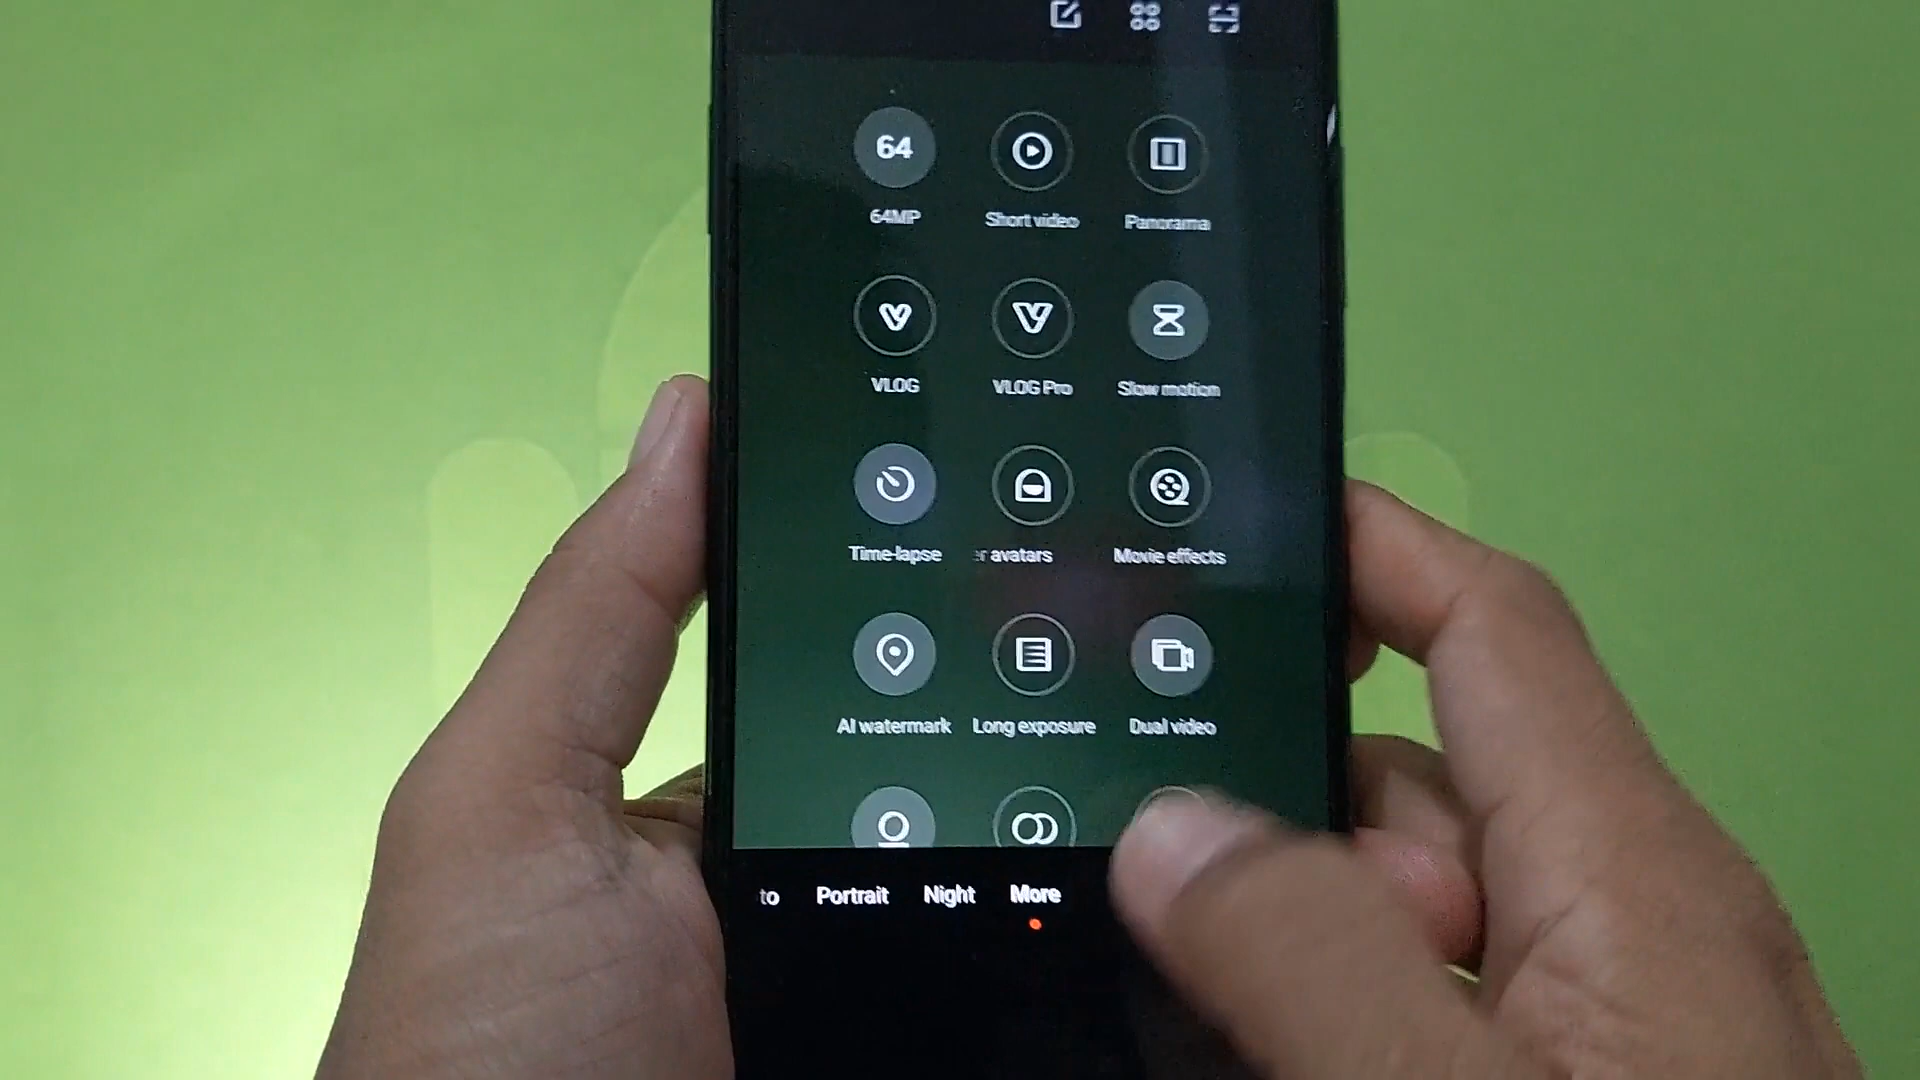 64
64MP Short video Panorama
VLOG VLOG Pro Slow motion
Time-lapse r avatars Movie effects
AI watermark Long exposure Dual video
to Portrait Night More